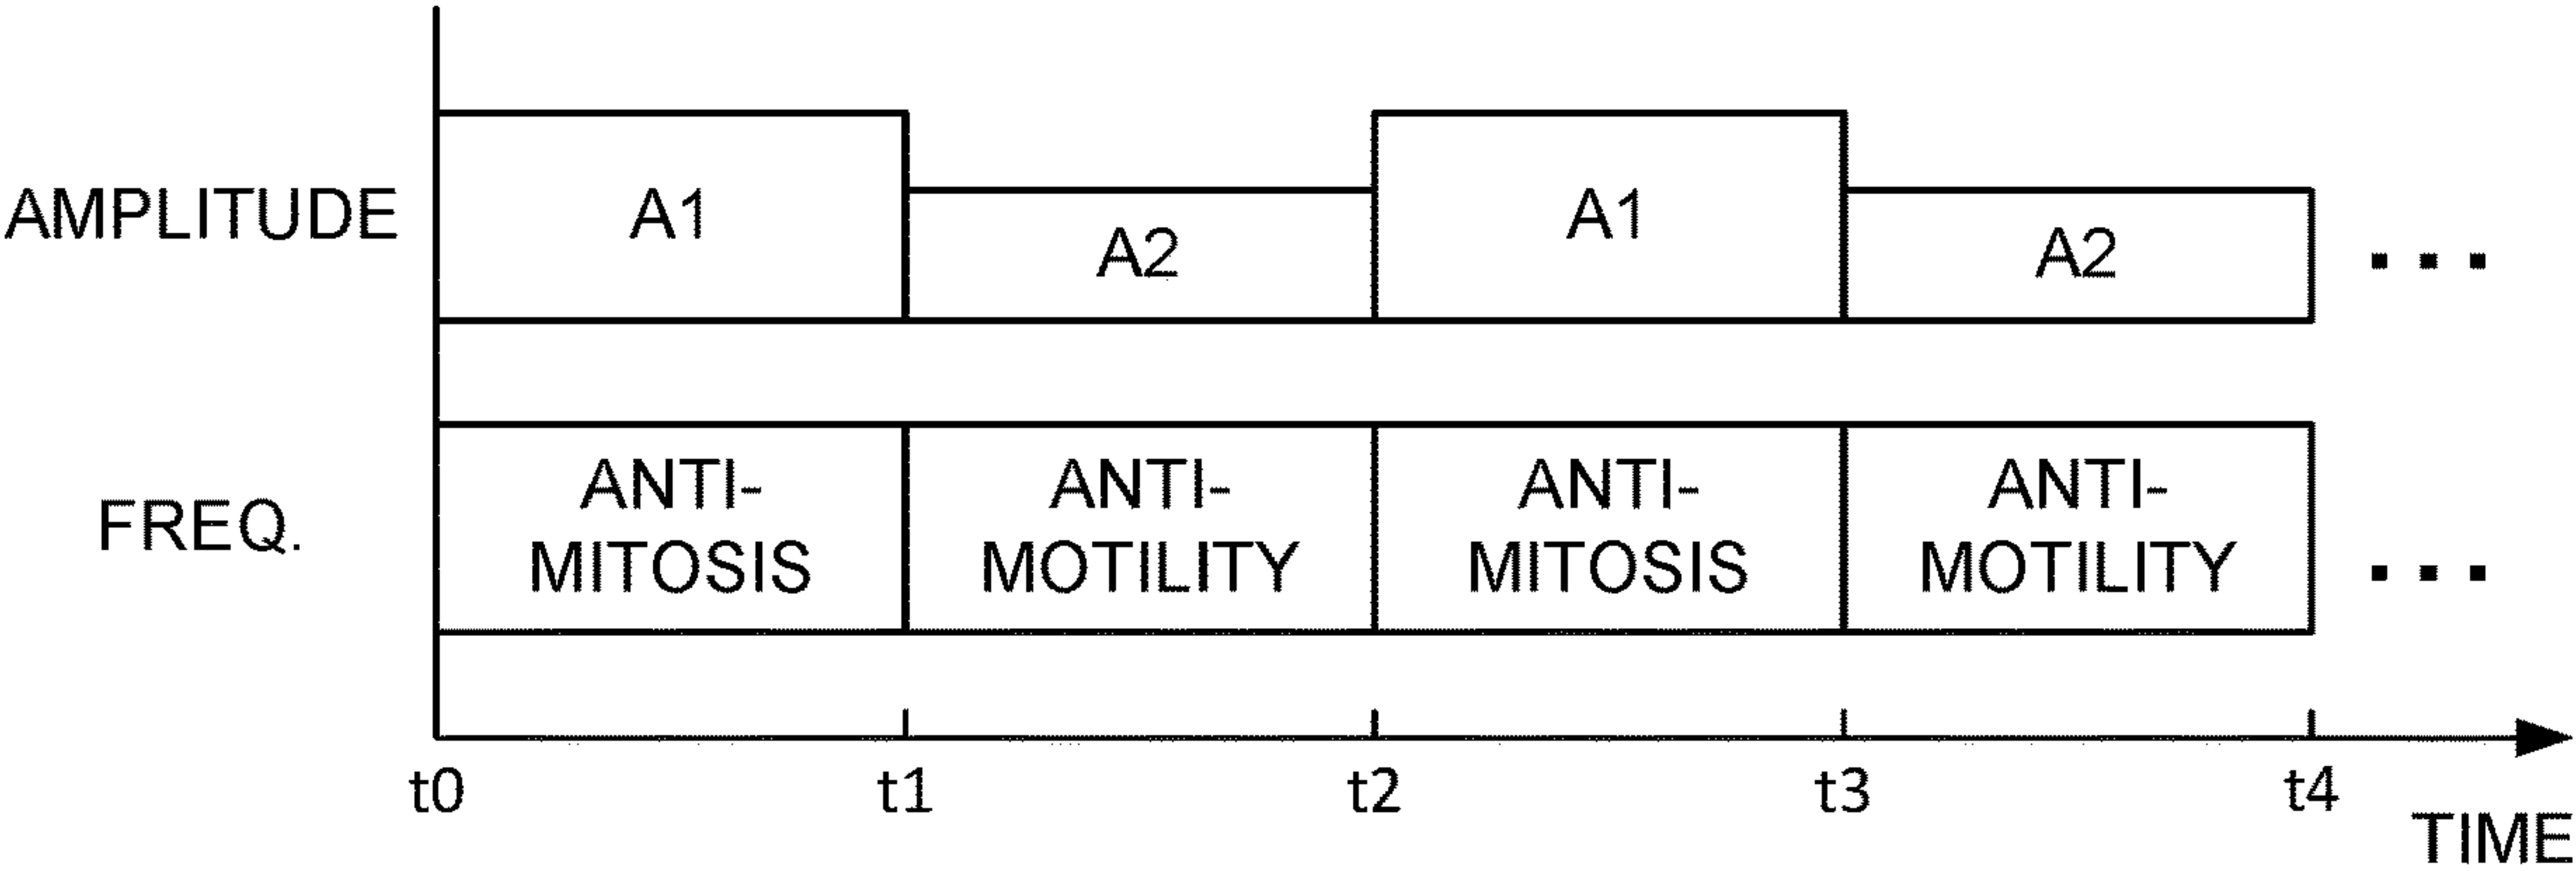 AMPLITUDE
A1
A2
A1
A2
...
FREQ.
ANTI-
MITOSIS
ANTI-
MOTILITY
ANTI-
MITOSIS
ANTI-
MOTILITY
...
t0
t1
t2
t3
t4
TIME